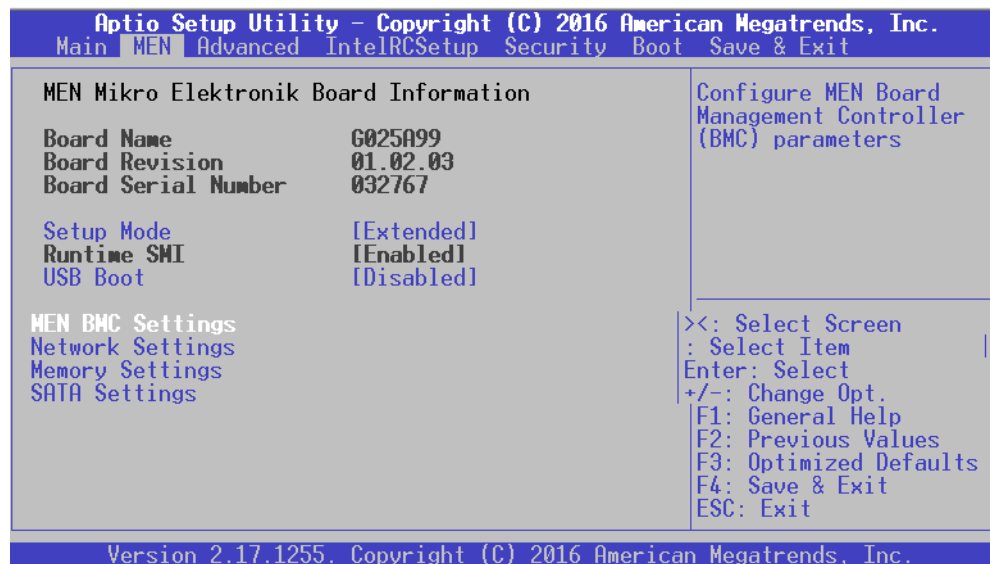 Aptio Setup Utility – Copyright (C) 2016 American Megatrends, Inc.
Main MEN Advanced IntelRCSetup Security Boot Save & Exit
MEN Mikro Elektronik Board Information
Board Name G025A99
Board Revision 01.02.03
Board Serial Number 032767
Setup Mode [Extended]
Runtime SMI [Enabled]
USB Boot [Disabled]
MEN BMC Settings
Network Settings
Memory Settings
SATA Settings
Configure MEN Board
Management Controller
(BMC) parameters
><: Select Screen
: Select Item
Enter: Select
+/-: Change Opt.
F1: General Help
F2: Previous Values
F3: Optimized Defaults
F4: Save & Exit
ESC: Exit
Version 2.17.1255. Copyright (C) 2016 American Megatrends, Inc.